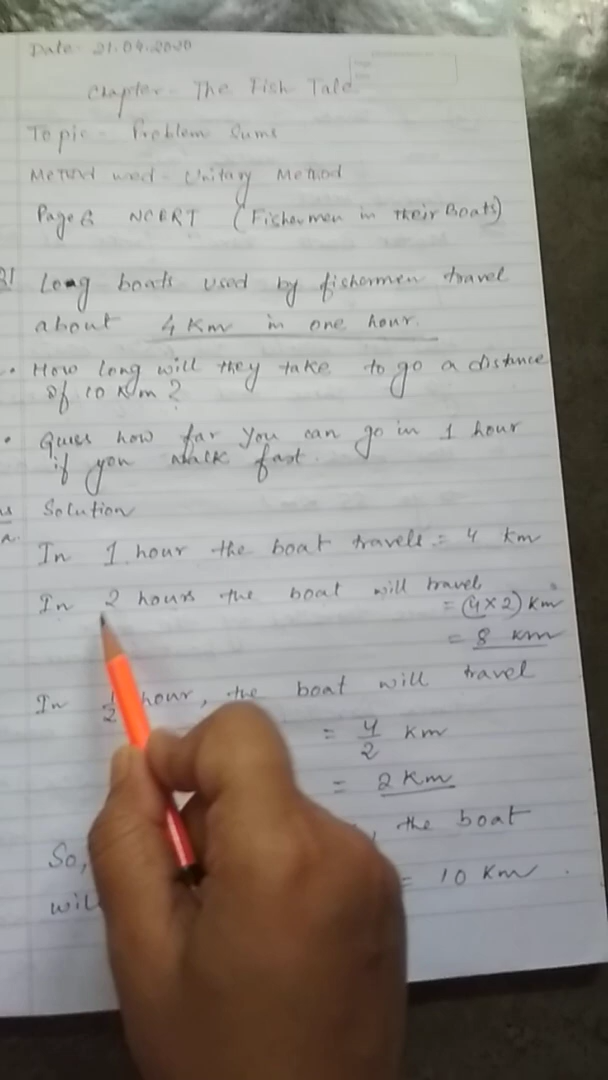 Date- 21.04.2020
Chapter- The Fish Tale
Topic- Problem Sums
Method used- Unitary Method
Page 6 NCERT (Fishermen in their Boats)
Q1 Long boats used by fishermen travel
about 4 Km in one hour.
• How long will they take to go a distance
of 10 Km?
• Guess how far you can go in 1 hour
if you walk fast.
Solution
a. In 1 hour the boat travels = 4 km
In 2 hours the boat will travel
= (4×2) km
= 8 km
In 1/2 hour, the boat will travel
= 4/2 km
= 2 Km
So, , the boat
= 10 Km.